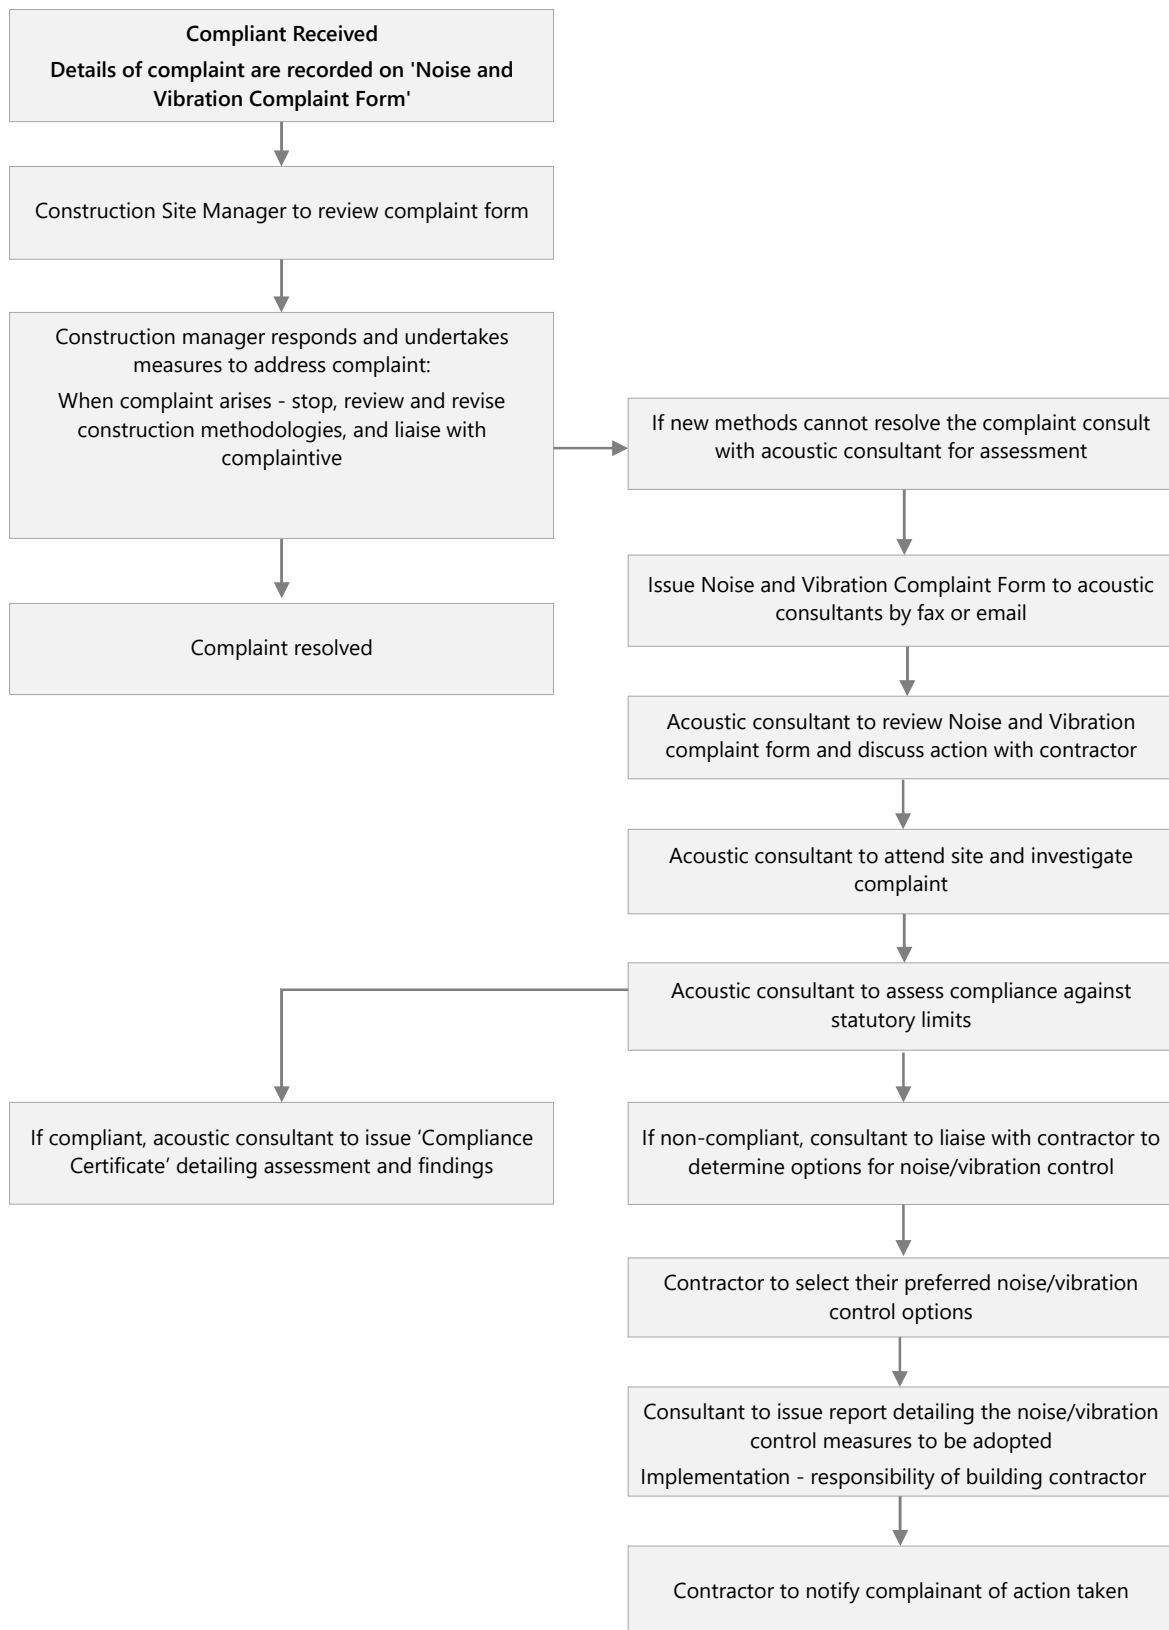 Compliant Received
Details of complaint are recorded on 'Noise and
Vibration Complaint Form'
Construction Site Manager to review complaint form
Construction manager responds and undertakes
measures to address complaint:
When complaint arises - stop, review and revise
construction methodologies, and liaise with
complaintive
If new methods cannot resolve the complaint consult
with acoustic consultant for assessment
Issue Noise and Vibration Complaint Form to acoustic
consultants by fax or email
Complaint resolved
Acoustic consultant to review Noise and Vibration
complaint form and discuss action with contractor
Acoustic consultant to attend site and investigate
complaint
Acoustic consultant to assess compliance against
statutory limits
If compliant, acoustic consultant to issue ‘Compliance
Certificate’ detailing assessment and findings
If non-compliant, consultant to liaise with contractor to
determine options for noise/vibration control
Contractor to select their preferred noise/vibration
control options
Consultant to issue report detailing the noise/vibration
control measures to be adopted
Implementation - responsibility of building contractor
Contractor to notify complainant of action taken